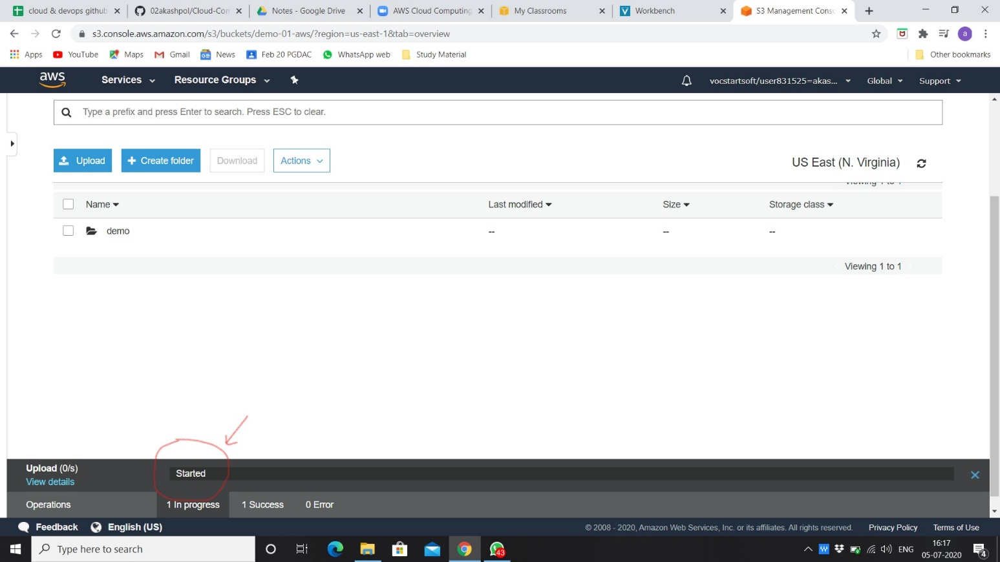 cloud & devops github
02akashpol/Cloud-Com
Notes - Google Drive
AWS Cloud Computing
My Classrooms
Workbench
S3 Management Conso
s3.console.aws.amazon.com/s3/buckets/demo-01-aws/?region=us-east-1&tab=overview
a
Apps
YouTube
Maps
Gmail
News
Feb 20 PGDAC
WhatsApp web
Study Material
Other bookmarks
aws
Services
Resource Groups
vocstartsoft/user831525=akas...
Global
Support
Type a prefix and press Enter to search. Press ESC to clear.
Upload
Create folder
Download
Actions
US East (N. Virginia)
Viewing 1 to 1
Name
Last modified
Size
Storage class
demo
--
--
--
Viewing 1 to 1
Upload (0/s)
View details
Started
Operations
1 In progress
1 Success
0 Error
Feedback
English (US)
© 2008 - 2020, Amazon Web Services, Inc. or its affiliates. All rights reserved.
Privacy Policy
Terms of Use
Type here to search
43
ENG
16:17
05-07-2020
4